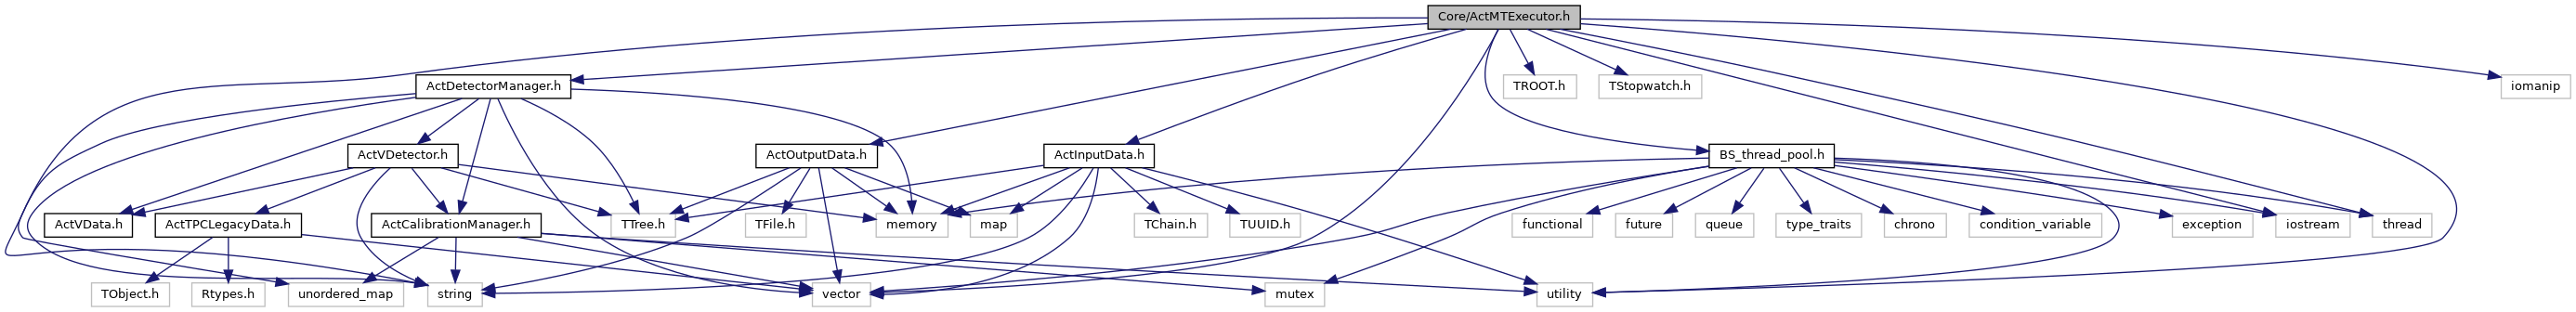 Core/ActMTExecutor.h
ActDetectorManager.h
TROOT.h
TStopwatch.h
iomanip
ActVDetector.h
ActOutputData.h
ActInputData.h
BS_thread_pool.h
ActVData.h
ActTPCLegacyData.h
ActCalibrationManager.h
TTree.h
TFile.h
memory
map
TChain.h
TUUID.h
functional
future
queue
type_traits
chrono
condition_variable
exception
iostream
thread
TObject.h
Rtypes.h
unordered_map
string
vector
mutex
utility